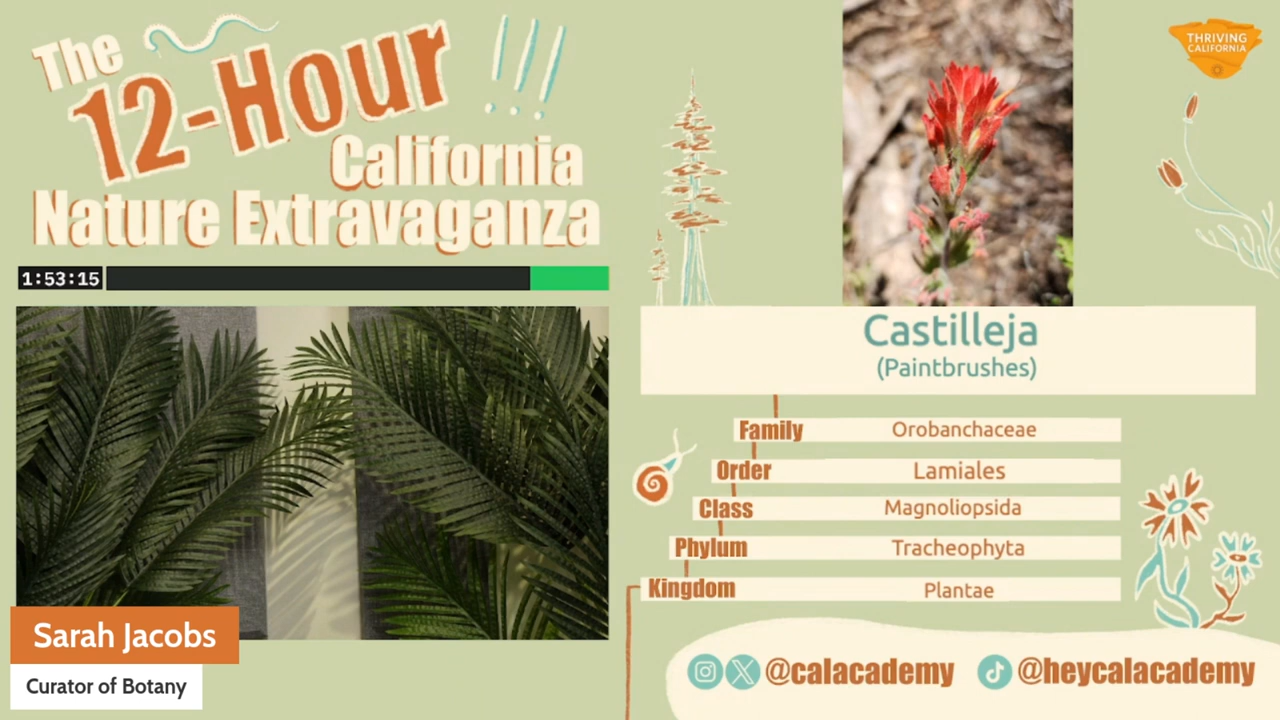 The
12-Hour
!!!
California
Nature Extravaganza
1:53:15
THRIVING
CALIFORNIA
Castilleja
(Paintbrushes)
Family Orobanchaceae
Order Lamiales
Class Magnoliopsida
Phylum Tracheophyta
Kingdom Plantae
Sarah Jacobs
Curator of Botany
@calacademy @heycalacademy